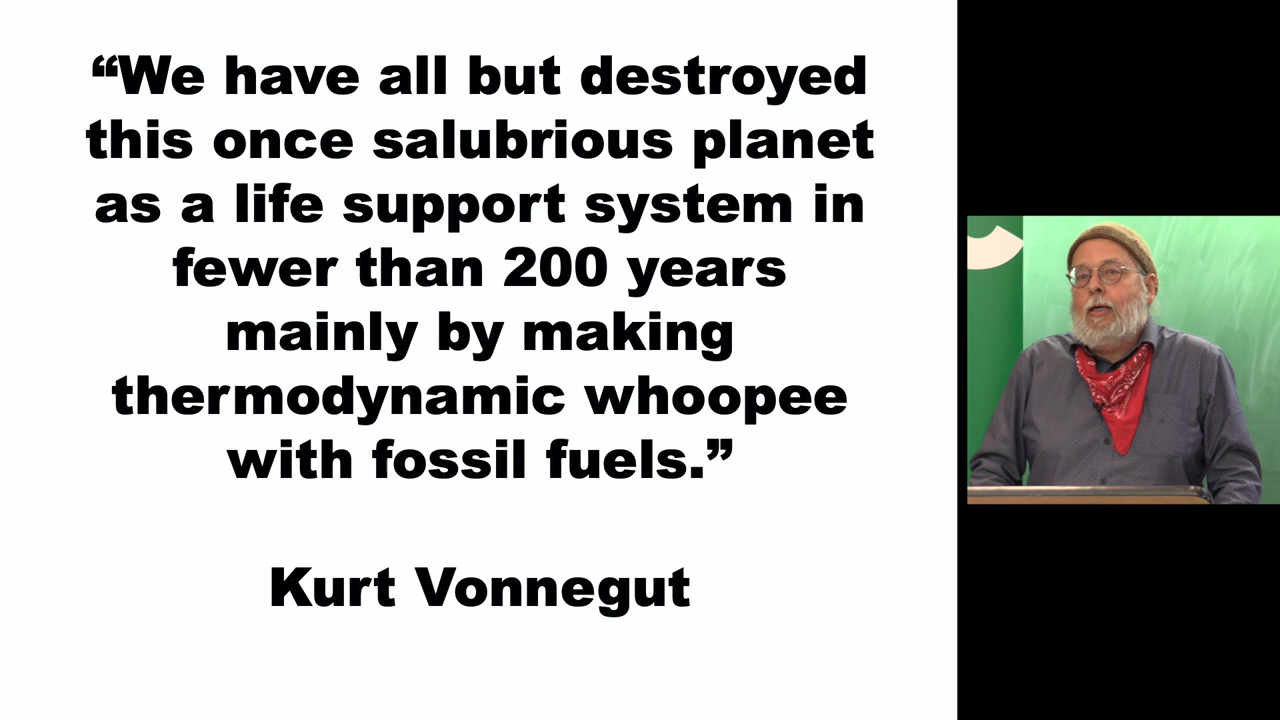 “We have all but destroyed
this once salubrious planet
as a life support system in
fewer than 200 years
mainly by making
thermodynamic whoopee
with fossil fuels.”
Kurt Vonnegut